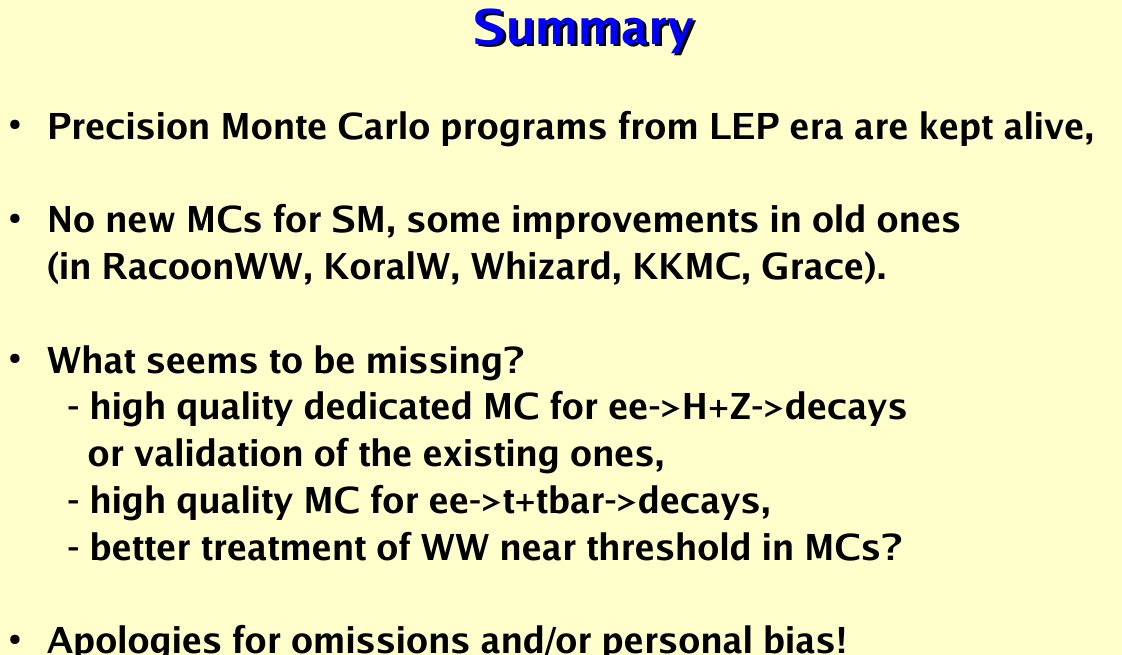 Summary
• Precision Monte Carlo programs from LEP era are kept alive,
• No new MCs for SM, some improvements in old ones
(in RacoonWW, KoralW, Whizard, KKMC, Grace).
• What seems to be missing?
- high quality dedicated MC for ee->H+Z->decays
or validation of the existing ones,
- high quality MC for ee->t+tbar->decays,
- better treatment of WW near threshold in MCs?
• Apologies for omissions and/or personal bias!